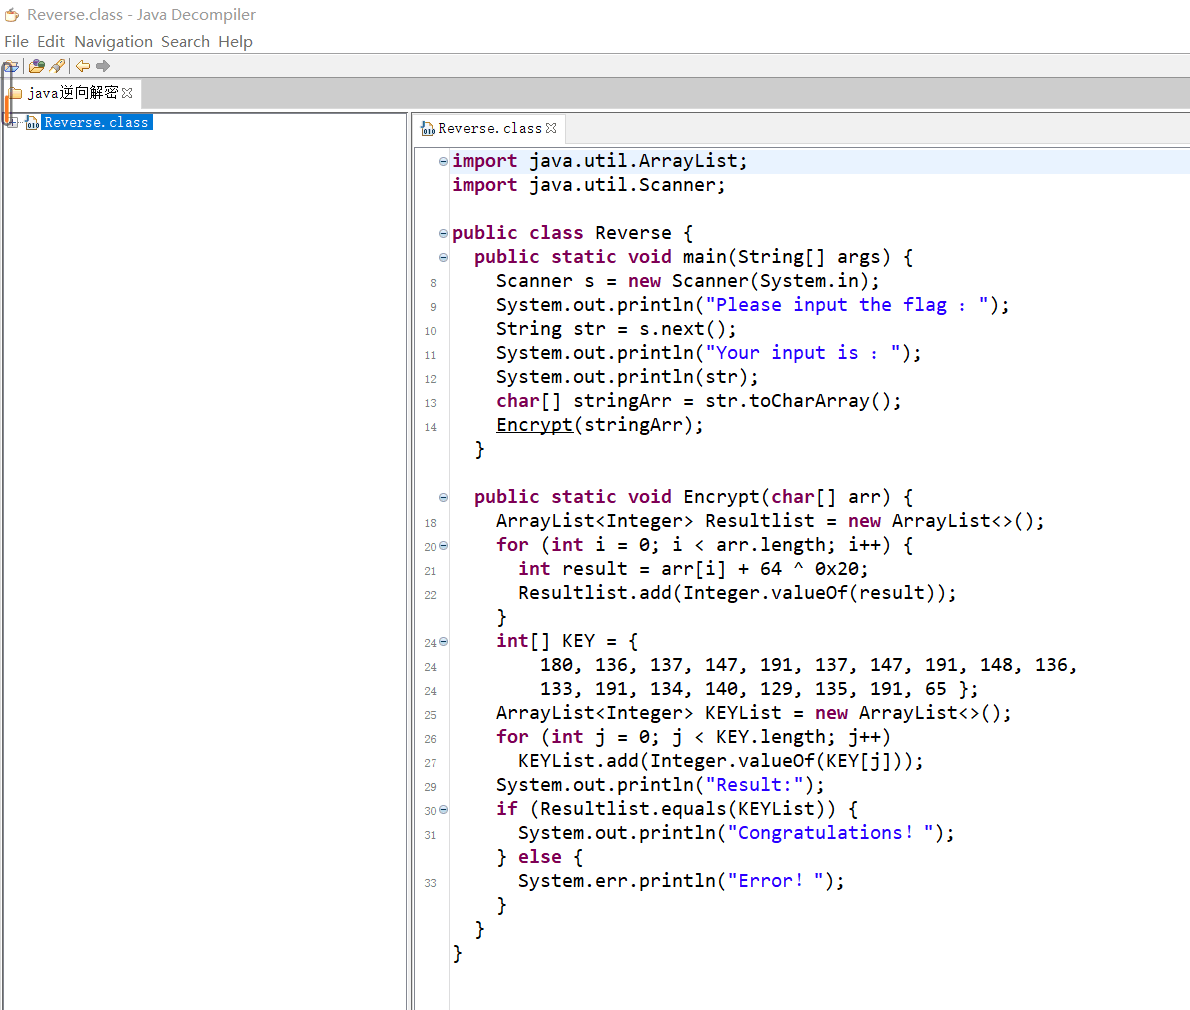 Reverse.class - Java Decompiler
File Edit Navigation Search Help
java逆向解密
Reverse.class
Reverse.class
import java.util.ArrayList;
import java.util.Scanner;
public class Reverse {
public static void main(String[] args) {
8 Scanner s = new Scanner(System.in);
9 System.out.println("Please input the flag ：");
10 String str = s.next();
11 System.out.println("Your input is ：");
12 System.out.println(str);
13 char[] stringArr = str.toCharArray();
14 Encrypt(stringArr);
}
public static void Encrypt(char[] arr) {
18 ArrayList<Integer> Resultlist = new ArrayList<>();
20 for (int i = 0; i < arr.length; i++) {
21 int result = arr[i] + 64 ^ 0x20;
22 Resultlist.add(Integer.valueOf(result));
}
24 int[] KEY = {
24 180, 136, 137, 147, 191, 137, 147, 191, 148, 136,
24 133, 191, 134, 140, 129, 135, 191, 65 };
25 ArrayList<Integer> KEYList = new ArrayList<>();
26 for (int j = 0; j < KEY.length; j++)
27 KEYList.add(Integer.valueOf(KEY[j]));
29 System.out.println("Result:");
30 if (Resultlist.equals(KEYList)) {
31 System.out.println("Congratulations！");
} else {
33 System.err.println("Error！");
}
}
}